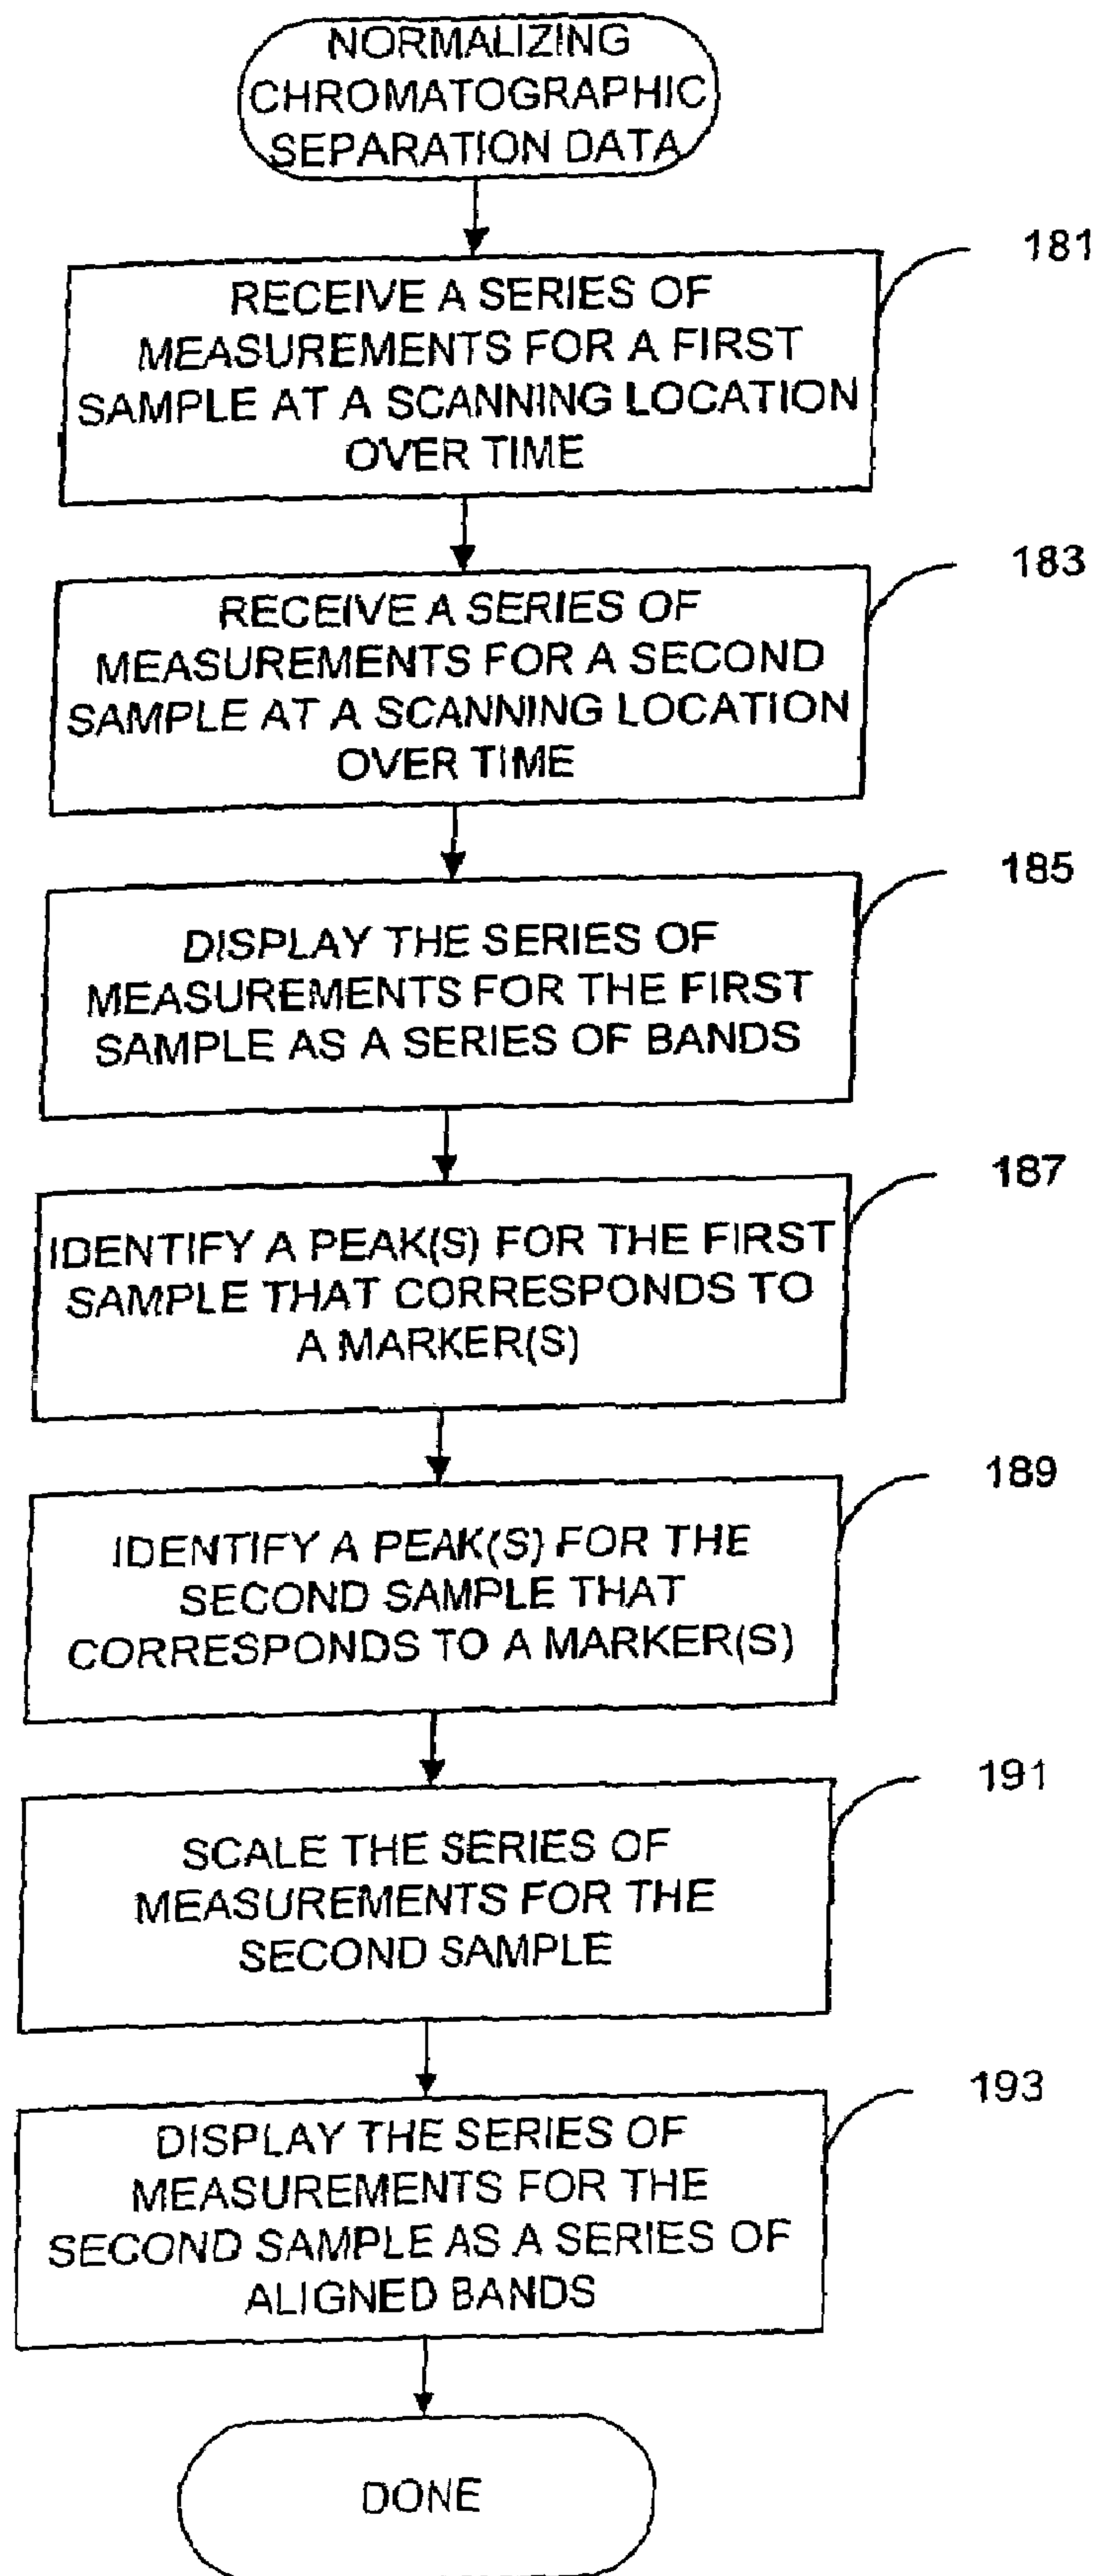 NORMALIZING
CHROMATOGRAPHIC
SEPARATION DATA
181
RECEIVE A SERIES OF
MEASUREMENTS FOR A FIRST
SAMPLE AT A SCANNING LOCATION
OVER TIME
183
RECEIVE A SERIES OF
MEASUREMENTS FOR A SECOND
SAMPLE AT A SCANNING LOCATION
OVER TIME
185
DISPLAY THE SERIES OF
MEASUREMENTS FOR THE FIRST
SAMPLE AS A SERIES OF BANDS
187
IDENTIFY A PEAK(S) FOR THE FIRST
SAMPLE THAT CORRESPONDS TO
A MARKER(S)
189
IDENTIFY A PEAK(S) FOR THE
SECOND SAMPLE THAT
CORRESPONDS TO A MARKER(S)
191
SCALE THE SERIES OF
MEASUREMENTS FOR THE
SECOND SAMPLE
193
DISPLAY THE SERIES OF
MEASUREMENTS FOR THE
SECOND SAMPLE AS A SERIES OF
ALIGNED BANDS
DONE